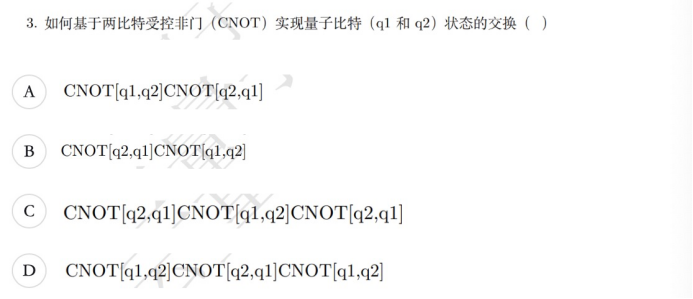 3. 如何基于两比特受控非门（CNOT）实现量子比特（q1 和 q2）状态的交换（ ）
A CNOT[q1,q2]CNOT[q2,q1]
B CNOT[q2,q1]CNOT[q1,q2]
C CNOT[q2,q1]CNOT[q1,q2]CNOT[q2,q1]
D CNOT[q1,q2]CNOT[q2,q1]CNOT[q1,q2]